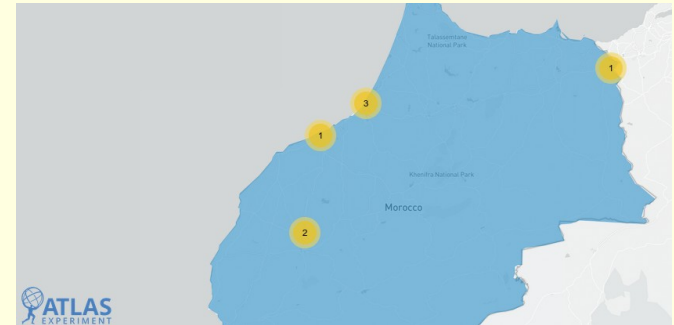 Talassemtane
National Park
1
3
1
Khenifra National Park
Morocco
2
ATLAS
EXPERIMENT